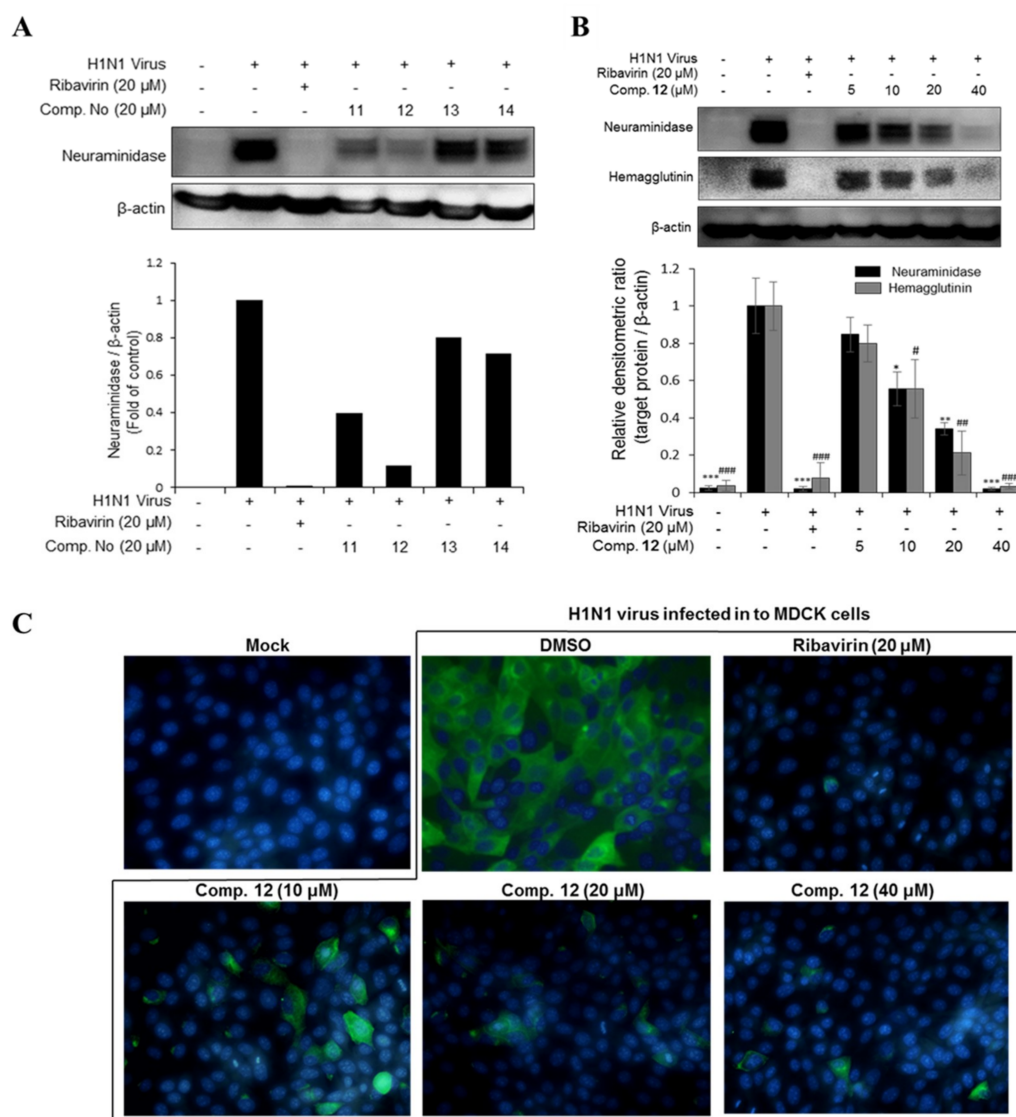 A
H1N1 Virus - + + + + + +
Ribavirin (20 µM) - - + - - - -
Comp. No (20 µM) - - - 11 12 13 14
Neuraminidase
β-actin
Neuraminidase / β-actin
(Fold of control)
1.2
1
0.8
0.6
0.4
0.2
0
H1N1 Virus - + + + + + +
Ribavirin (20 µM) - - + - - - -
Comp. No (20 µM) - - - 11 12 13 14
B
H1N1 Virus - + + + + + +
Ribavirin (20 µM) - - + - - - -
Comp. 12 (µM) - - - 5 10 20 40
Neuraminidase
Hemagglutinin
β-actin
Relative densitometric ratio
(target protein / β-actin)
1.2
1
0.8
0.6
0.4
0.2
0
Neuraminidase
Hemagglutinin
*** ### *** ### * # ** ## *** ###
H1N1 Virus - + + + + + +
Ribavirin (20 µM) - - + - - - -
Comp. 12 (µM) - - - 5 10 20 40
C
H1N1 virus infected in to MDCK cells
Mock DMSO Ribavirin (20 µM)
Comp. 12 (10 µM) Comp. 12 (20 µM) Comp. 12 (40 µM)